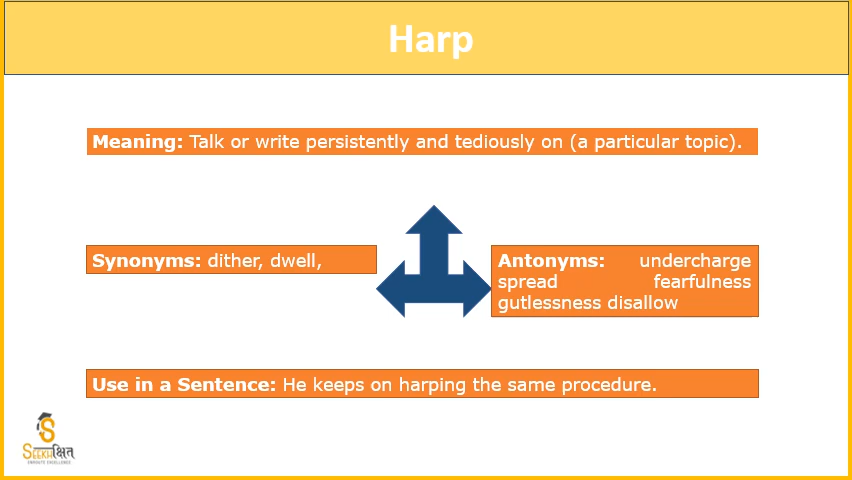 Harp
Meaning: Talk or write persistently and tediously on (a particular topic).
Synonyms: dither, dwell,
Antonyms: undercharge
spread fearfulness
gutlessness disallow
Use in a Sentence: He keeps on harping the same procedure.
SEEKHक्षित